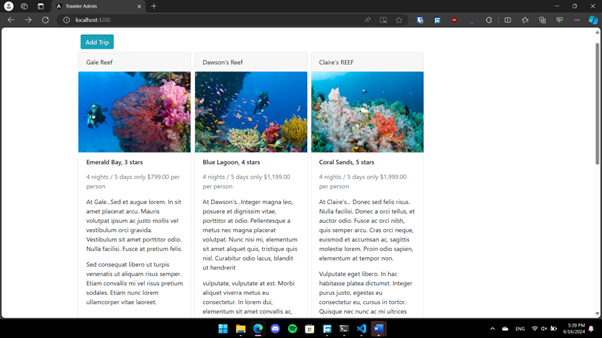 Traveler Admin
localhost:4200
Add Trip
Gale Reef
Emerald Bay, 3 stars
4 nights / 5 days only $799.00 per
person
At Gale...Sed et augue lorem. In sit
amet placerat arcu. Mauris
volutpat ipsum ac justo mollis vel
vestibulum orci gravida.
Vestibulum sit amet porttitor odio.
Nulla facilisi. Fusce at pretium felis.
Sed consequat libero ut turpis
venenatis ut aliquam risus semper.
Etiam convallis mi vel risus pretium
sodales. Etiam nunc lorem
ullamcorper vitae laoreet.
Dawson's Reef
Blue Lagoon, 4 stars
4 nights / 5 days only $1,199.00
per person
At Dawson's...Integer magna leo,
posuere et dignissim vitae,
porttitor at odio. Pellentesque a
metus nec magna placerat
volutpat. Nunc nisi mi, elementum
sit amet aliquet quis, tristique quis
nisl. Curabitur odio lacus, blandit
ut hendrerit
vulputate, vulputate at est. Morbi
aliquet viverra metus eu
consectetur. In lorem dui,
elementum sit amet convallis ac,
Claire's REEF
Coral Sands, 5 stars
4 nights / 5 days only $1,999.00
per person
At Claire's... Donec sed felis risus.
Nulla facilisi. Donec a orci tellus, et
auctor odio. Fusce ac orci nibh,
quis semper arcu. Cras orci neque,
euismod et accumsan ac, sagittis
molestie lorem. Proin odio sapien,
elementum at tempor non.
Vulputate eget libero. In hac
habitasse platea dictumst. Integer
purus justo, egestas eu
consectetur eu, cursus in tortor.
Quisque nec nunc ac mi ultrices
ENG
5:39 PM
6/16/2024